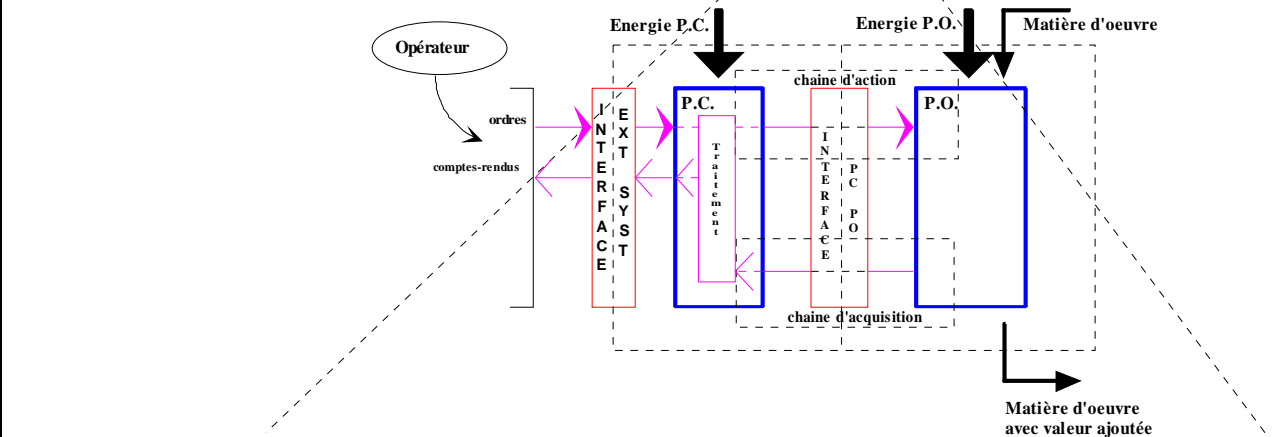 Energie P.C.
Energie P.O.
Matière d'oeuvre
Opérateur
chaine d'action
P.C.
P.O.
ordres
comptes-rendus
INTERFACE
EXT SYST
Traitement
INTERFACE
PC PO
chaine d'acquisition
Matière d'oeuvre
avec valeur ajoutée